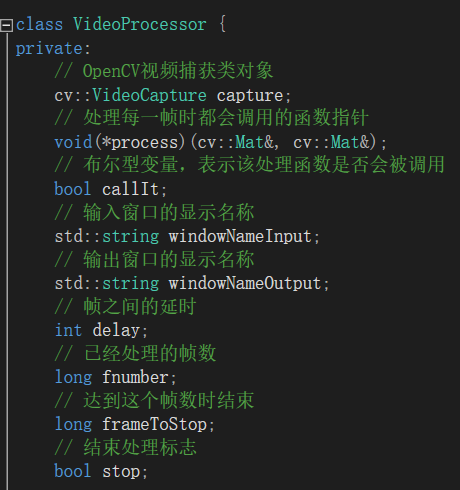 class VideoProcessor {
private:
// OpenCV视频捕获类对象
cv::VideoCapture capture;
// 处理每一帧时都会调用的函数指针
void(*process)(cv::Mat&, cv::Mat&);
// 布尔型变量，表示该处理函数是否会被调用
bool callIt;
// 输入窗口的显示名称
std::string windowNameInput;
// 输出窗口的显示名称
std::string windowNameOutput;
// 帧之间的延时
int delay;
// 已经处理的帧数
long fnumber;
// 达到这个帧数时结束
long frameToStop;
// 结束处理标志
bool stop;